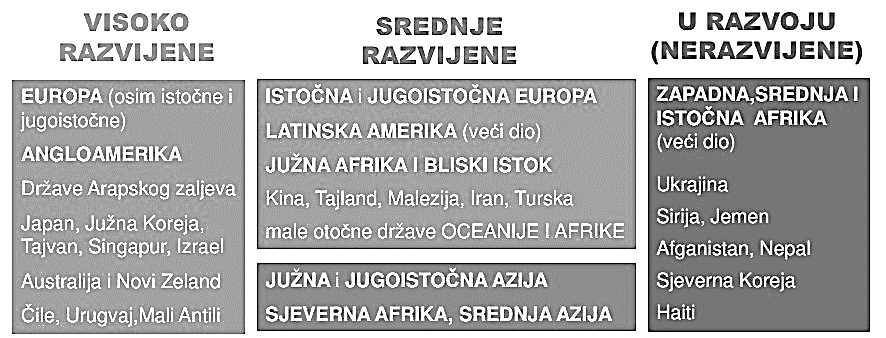 VISOKO
RAZVIJENE
EUROPA (osim istočne i
jugoistočne)
ANGLOAMERIKA
Države Arapskog zaljeva
Japan, Južna Koreja,
Tajvan, Singapur, Izrael
Australija i Novi Zeland
Čile, Urugvaj,Mali Antili
SREDNJE
RAZVIJENE
ISTOČNA i JUGOISTOČNA EUROPA
LATINSKA AMERIKA (veći dio)
JUŽNA AFRIKA I BLISKI ISTOK
Kina, Tajland, Malezija, Iran, Turska
male otočne države OCEANIJE I AFRIKE
JUŽNA i JUGOISTOČNA AZIJA
SJEVERNA AFRIKA, SREDNJA AZIJA
U RAZVOJU
(NERAZVIJENE)
ZAPADNA,SREDNJA I
ISTOČNA AFRIKA
(veći dio)
Ukrajina
Sirija, Jemen
Afganistan, Nepal
Sjeverna Koreja
Haiti